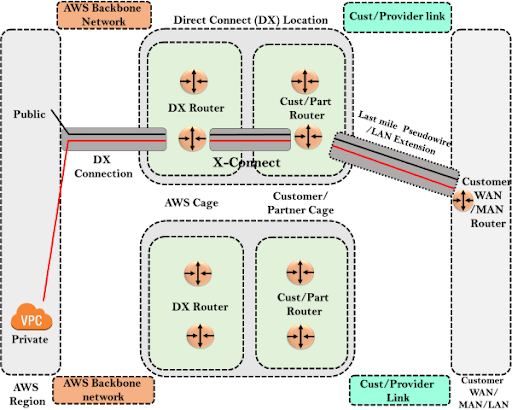 AWS Backbone
Network
Direct Connect (DX) Location
Cust/Provider link
DX Router
Cust/Part
Router
Public
X-Connect
DX
Connection
Last mile Pseudowire
/LAN Extension
Customer
WAN
/MAN
Router
AWS Cage
Customer/
Partner Cage
DX Router
Cust/Part
Router
VPC
Private
AWS
Region
AWS Backbone
network
Cust/Provider
Link
Customer
WAN/
MAN/LAN